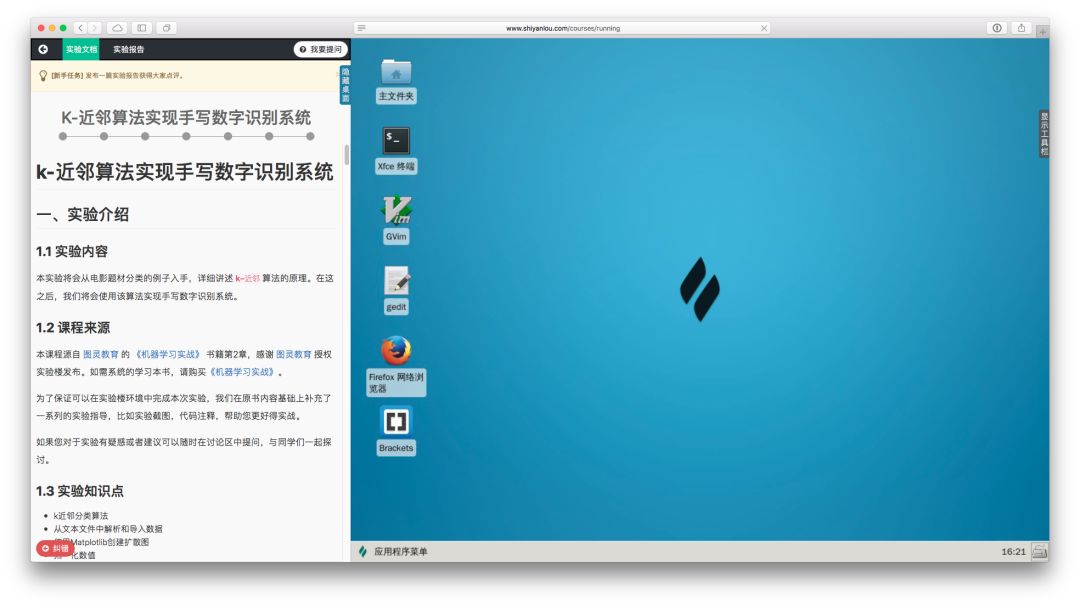 www.shiyanlou.com/courses/running
实验文档
实验报告
我要提问
[新手任务] 发布一篇实验报告获得大家点评。
隐藏桌面
K-近邻算法实现手写数字识别系统
k-近邻算法实现手写数字识别系统
一、实验介绍
1.1 实验内容
本实验将会从电影题材分类的例子入手，详细讲述 k-近邻 算法的原理。在这
之后，我们将会使用该算法实现手写数字识别系统。
1.2 课程来源
本课程源自 图灵教育 的 《机器学习实战》 书籍第2章，感谢 图灵教育 授权
实验楼发布。如需系统的学习本书，请购买《机器学习实战》。
为了保证可以在实验楼环境中完成本次实验，我们在原书内容基础上补充了
一系列的实验指导，比如实验截图，代码注释，帮助您更好得实战。
如果您对于实验有疑惑或者建议可以随时在讨论区中提问，与同学们一起探
讨。
1.3 实验知识点
k近邻分类算法
从文本文件中解析和导入数据
Matplotlib创建扩散图
化数值
纠错
主文件夹
$_
Xfce 终端
Vim
GVim
gedit
Firefox 网络浏
览器
Brackets
显示工具栏
应用程序菜单
16:21